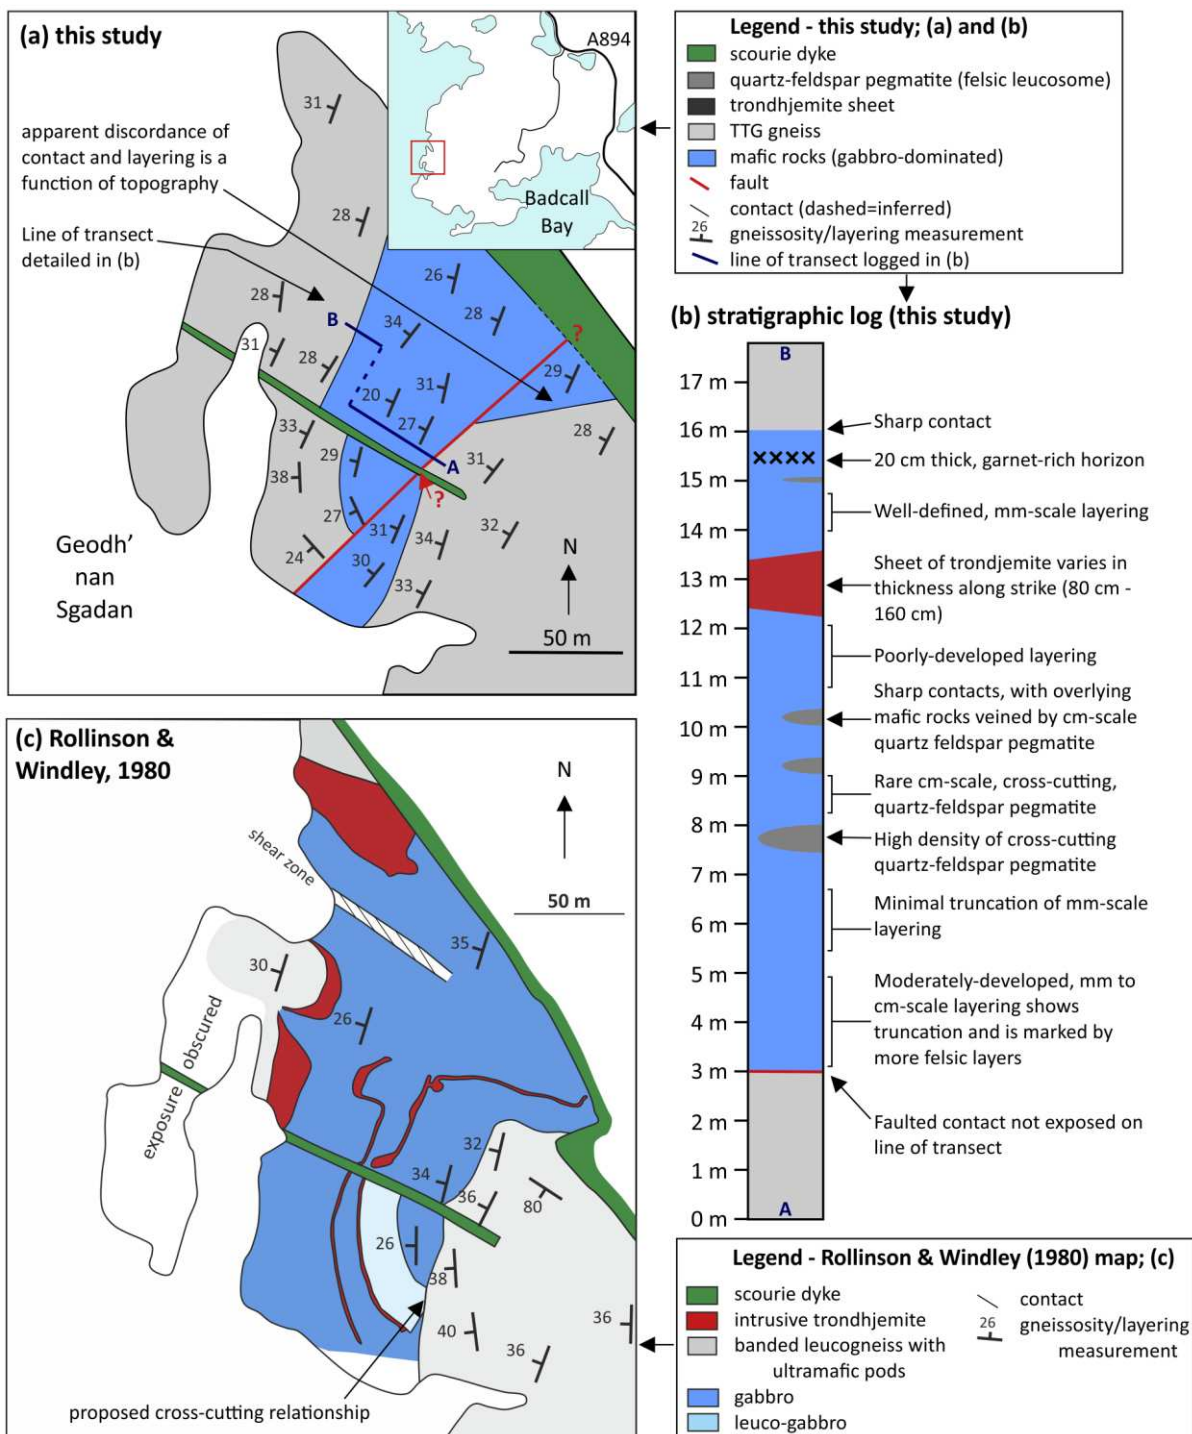 (a) this study
apparent discordance of
contact and layering is a
function of topography
Line of transect
detailed in (b)
A894
Badcall
Bay
31
28
28
31
28
33
38
29
27
24
26
28
34
31
20
27
29
28
31
31
34
32
30
33
B
A
?
?
Geodh'
nan
Sgadan
N
50 m
Legend - this study; (a) and (b)
scourie dyke
quartz-feldspar pegmatite (felsic leucosome)
trondhjemite sheet
TTG gneiss
mafic rocks (gabbro-dominated)
fault
contact (dashed=inferred)
26 gneissosity/layering measurement
line of transect logged in (b)
(b) stratigraphic log (this study)
B
17 m
16 m
15 m
14 m
13 m
12 m
11 m
10 m
9 m
8 m
7 m
6 m
5 m
4 m
3 m
2 m
1 m
0 m
A
Sharp contact
20 cm thick, garnet-rich horizon
Well-defined, mm-scale layering
Sheet of trondjemite varies in
thickness along strike (80 cm -
160 cm)
Poorly-developed layering
Sharp contacts, with overlying
mafic rocks veined by cm-scale
quartz feldspar pegmatite
Rare cm-scale, cross-cutting,
quartz-feldspar pegmatite
High density of cross-cutting
quartz-feldspar pegmatite
Minimal truncation of mm-scale
layering
Moderately-developed, mm to
cm-scale layering shows
truncation and is marked by
more felsic layers
Faulted contact not exposed on
line of transect
(c) Rollinson &
Windley, 1980
N
50 m
shear zone
35
30
26
exposure obscured
32
34
36
80
26
38
40
36
36
proposed cross-cutting relationship
Legend - Rollinson & Windley (1980) map; (c)
scourie dyke
intrusive trondhjemite
banded leucogneiss with
ultramafic pods
gabbro
leuco-gabbro
contact
26 gneissosity/layering
measurement